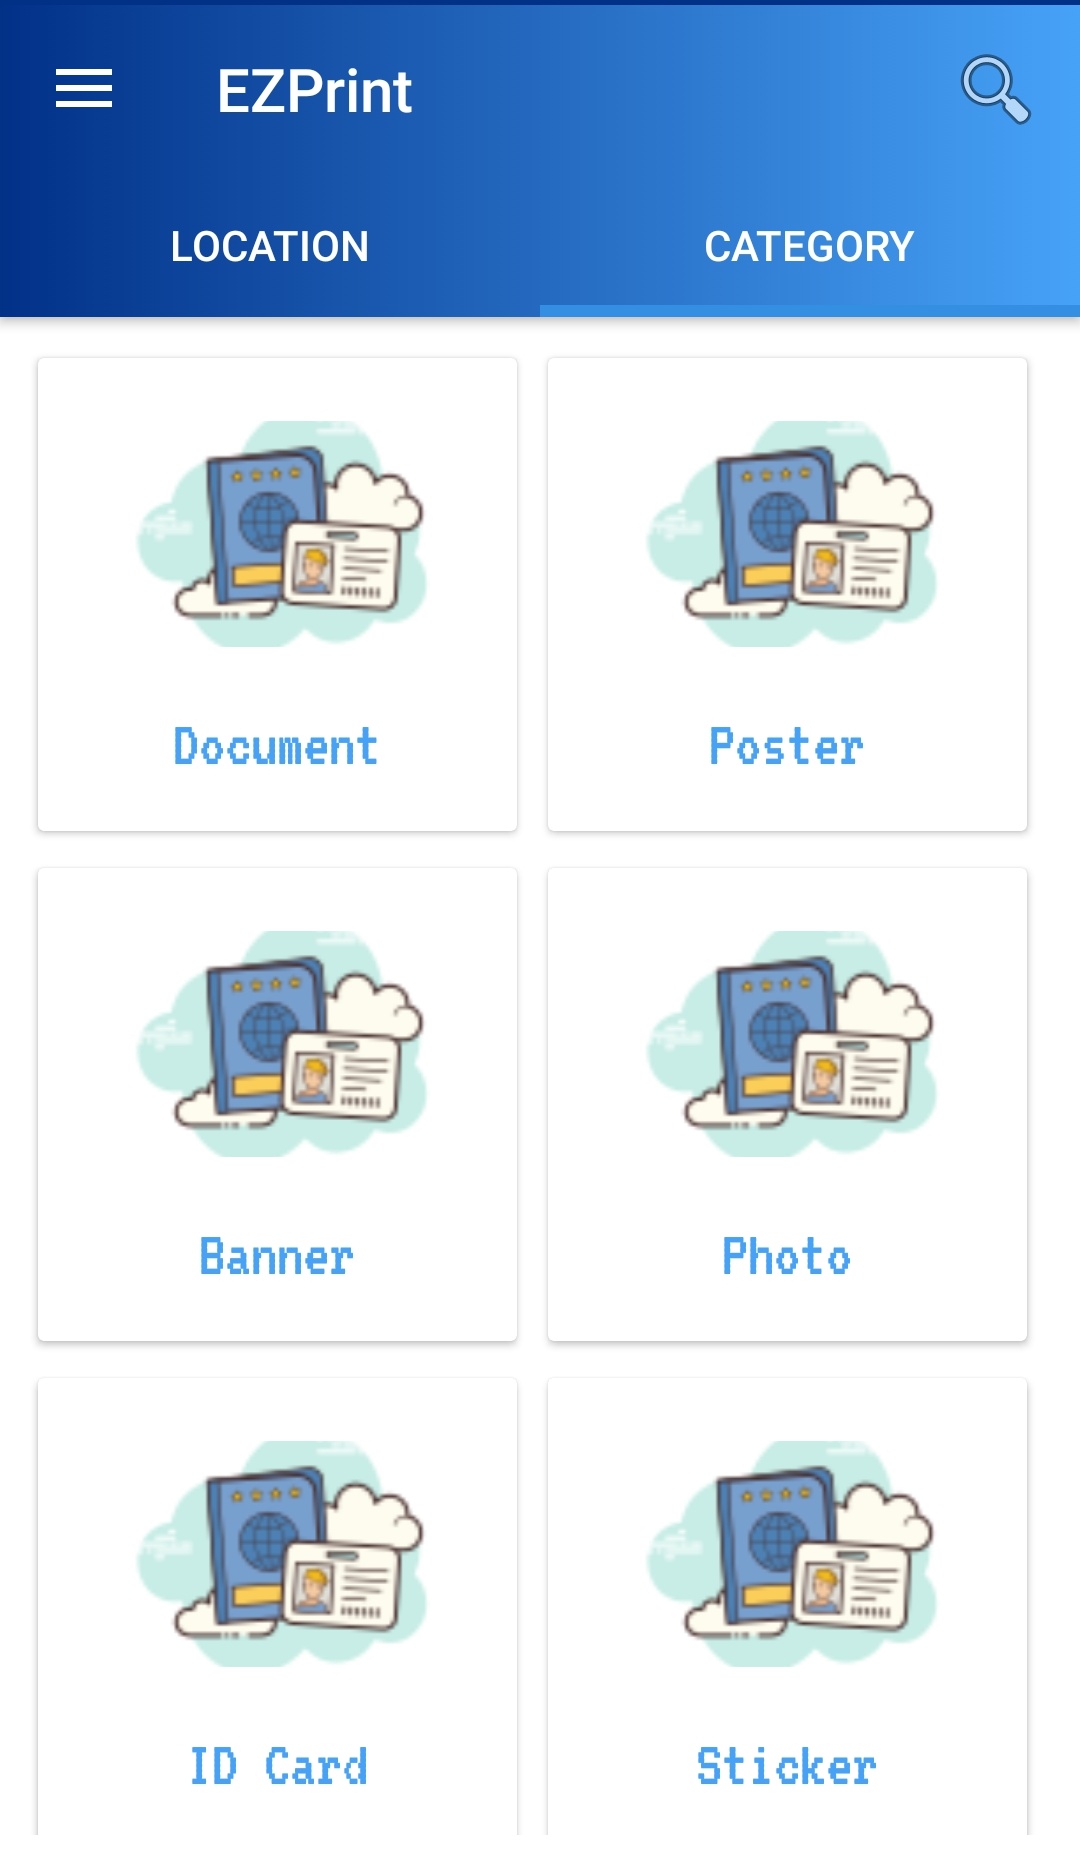 EZPrint
LOCATION
CATEGORY
Document
Poster
Banner
Photo
ID Card
Sticker